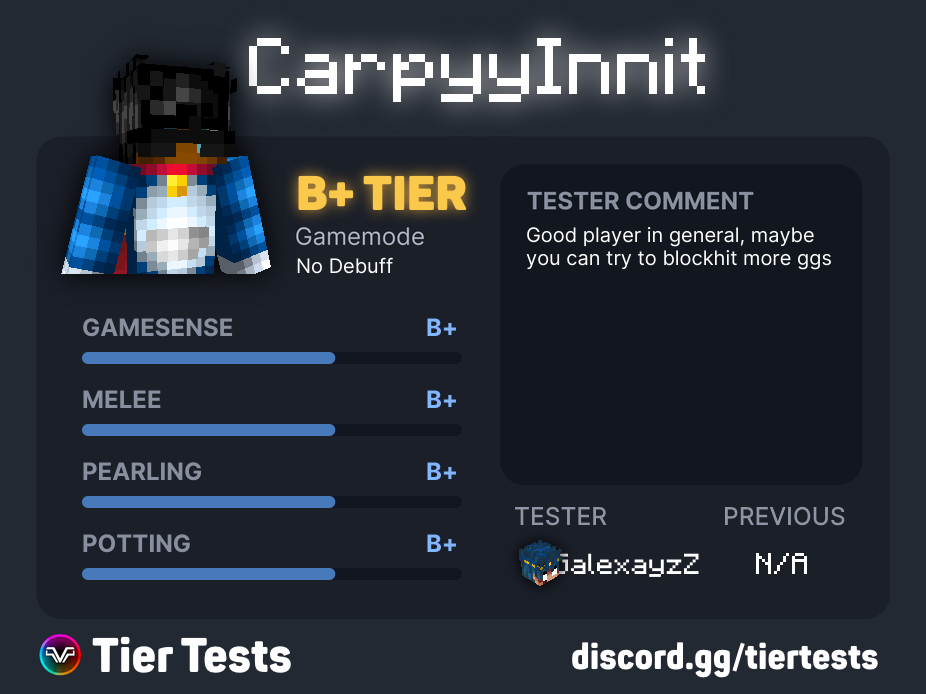 CarpyyInnit
B+ TIER
Gamemode
No Debuff
GAMESENSE B+
MELEE B+
PEARLING B+
POTTING B+
TESTER COMMENT
Good player in general, maybe
you can try to blockhit more ggs
TESTER PREVIOUS
GalexayzZ N/A
Tier Tests
discord.gg/tiertests